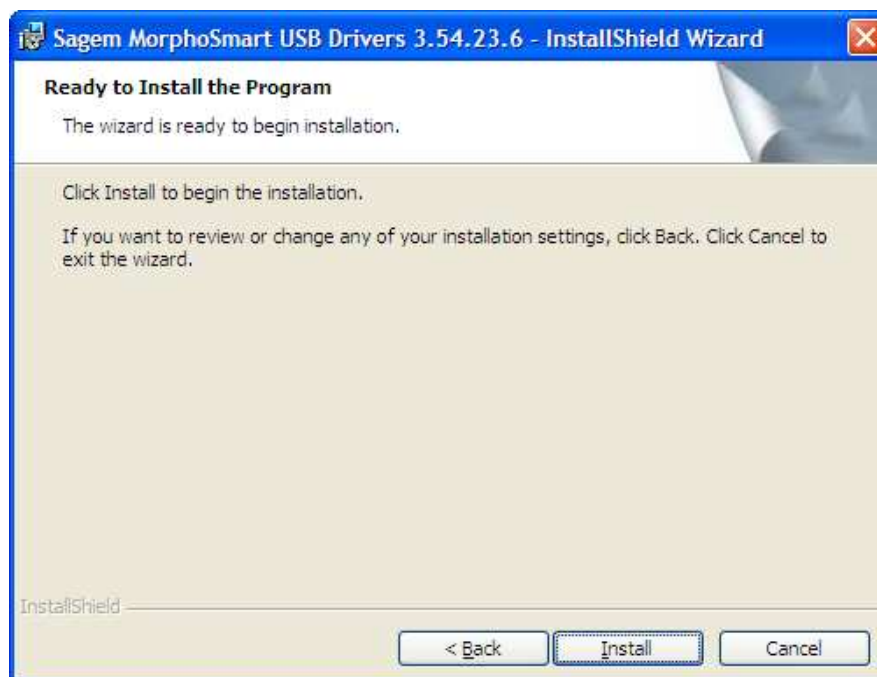 Sagem MorphoSmart USB Drivers 3.54.23.6 - InstallShield Wizard
Ready to Install the Program
The wizard is ready to begin installation.
Click Install to begin the installation.
If you want to review or change any of your installation settings, click Back. Click Cancel to
exit the wizard.
InstallShield
< Back Install Cancel